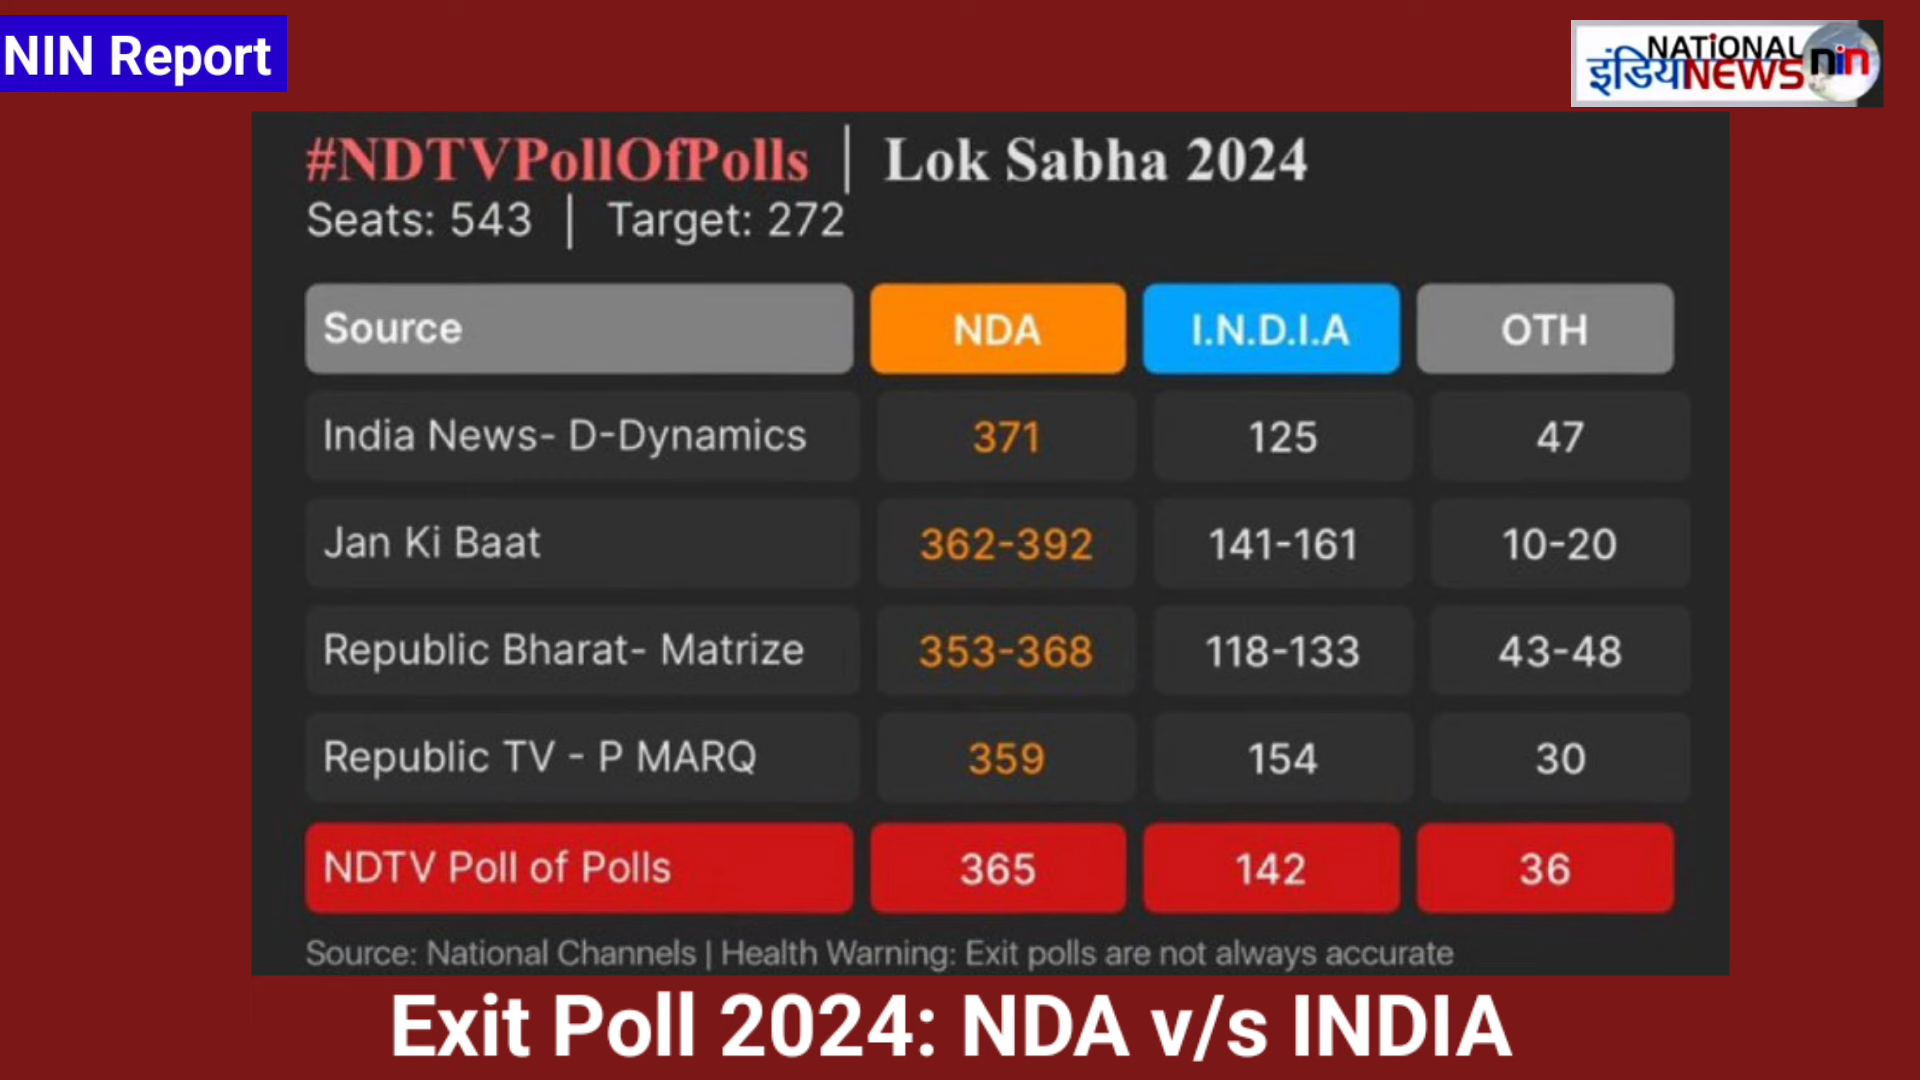 NIN Report
NATiONAL
इंडिया NEWS nin
#NDTVPollOfPolls | Lok Sabha 2024
Seats: 543 | Target: 272
Source NDA I.N.D.I.A OTH
India News- D-Dynamics 371 125 47
Jan Ki Baat 362-392 141-161 10-20
Republic Bharat- Matrize 353-368 118-133 43-48
Republic TV - P MARQ 359 154 30
NDTV Poll of Polls 365 142 36
Source: National Channels | Health Warning: Exit polls are not always accurate
Exit Poll 2024: NDA v/s INDIA